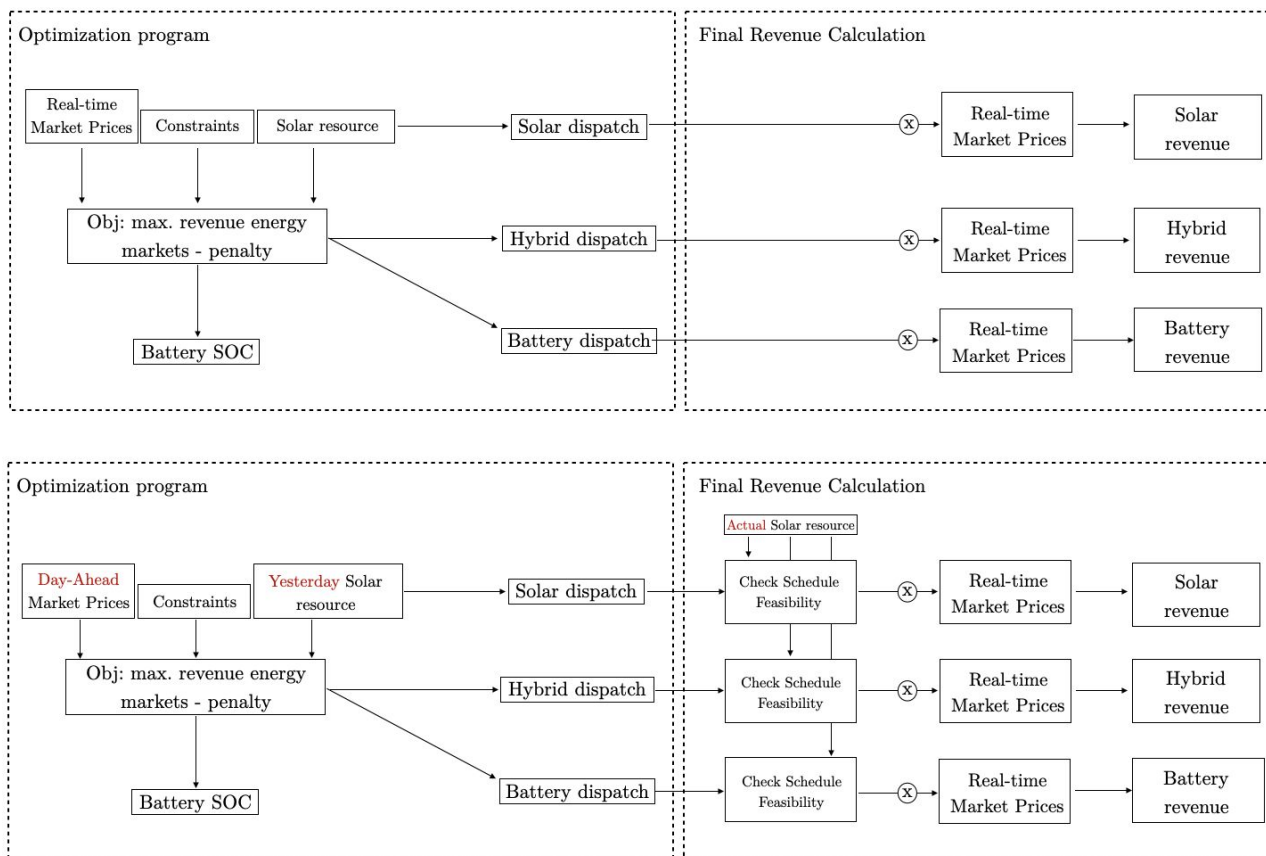 Optimization program
Final Revenue Calculation
Real-time
Market Prices
Constraints
Solar resource
Solar dispatch
x
Real-time
Market Prices
Solar
revenue
Obj: max. revenue energy
markets - penalty
Hybrid dispatch
x
Real-time
Market Prices
Hybrid
revenue
Battery SOC
Battery dispatch
x
Real-time
Market Prices
Battery
revenue
Optimization program
Final Revenue Calculation
Actual Solar resource
Day-Ahead
Market Prices
Constraints
Yesterday Solar
resource
Solar dispatch
Check Schedule
Feasibility
x
Real-time
Market Prices
Solar
revenue
Obj: max. revenue energy
markets - penalty
Hybrid dispatch
Check Schedule
Feasibility
x
Real-time
Market Prices
Hybrid
revenue
Battery SOC
Battery dispatch
Check Schedule
Feasibility
x
Real-time
Market Prices
Battery
revenue